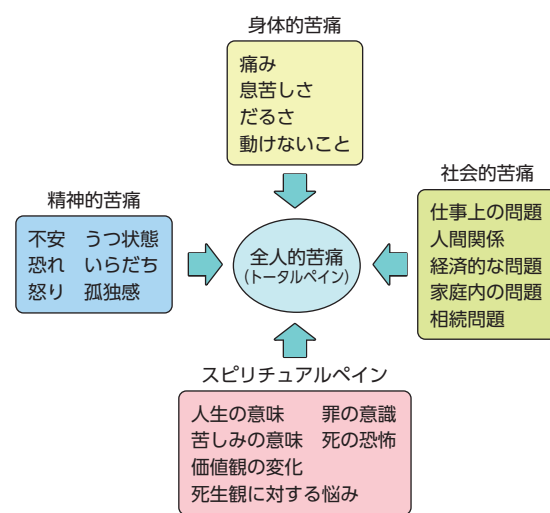 身体的苦痛
痛み
息苦しさ
だるさ
動けないこと
精神的苦痛
不安　うつ状態
恐れ　いらだち
怒り　孤独感
全人的苦痛
(トータルペイン)
社会的苦痛
仕事上の問題
人間関係
経済的な問題
家庭内の問題
相続問題
スピリチュアルペイン
人生の意味　罪の意識
苦しみの意味　死の恐怖
価値観の変化
死生観に対する悩み